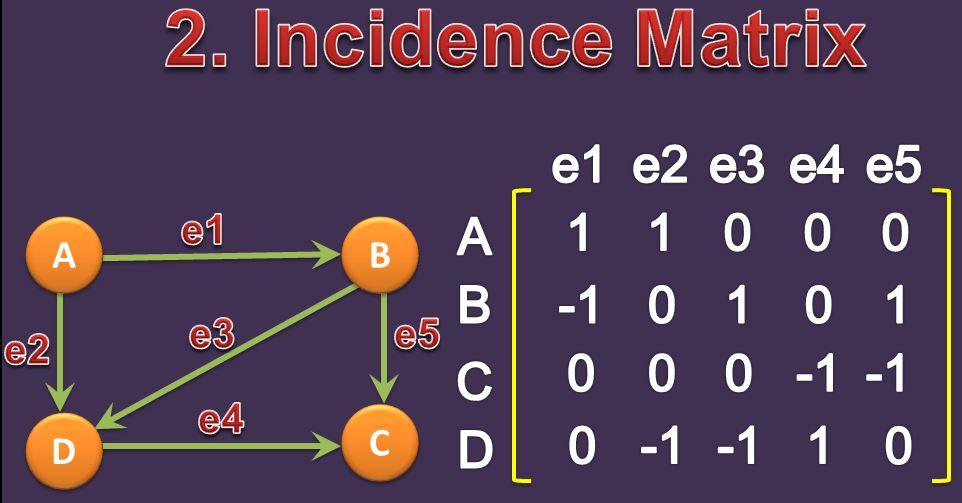 2. Incidence Matrix
e1 e2 e3 e4 e5
A 1 1 0 0 0
B -1 0 1 0 1
C 0 0 0 -1 -1
D 0 -1 -1 1 0
e1
A B
e2 e3 e5
e4
D C